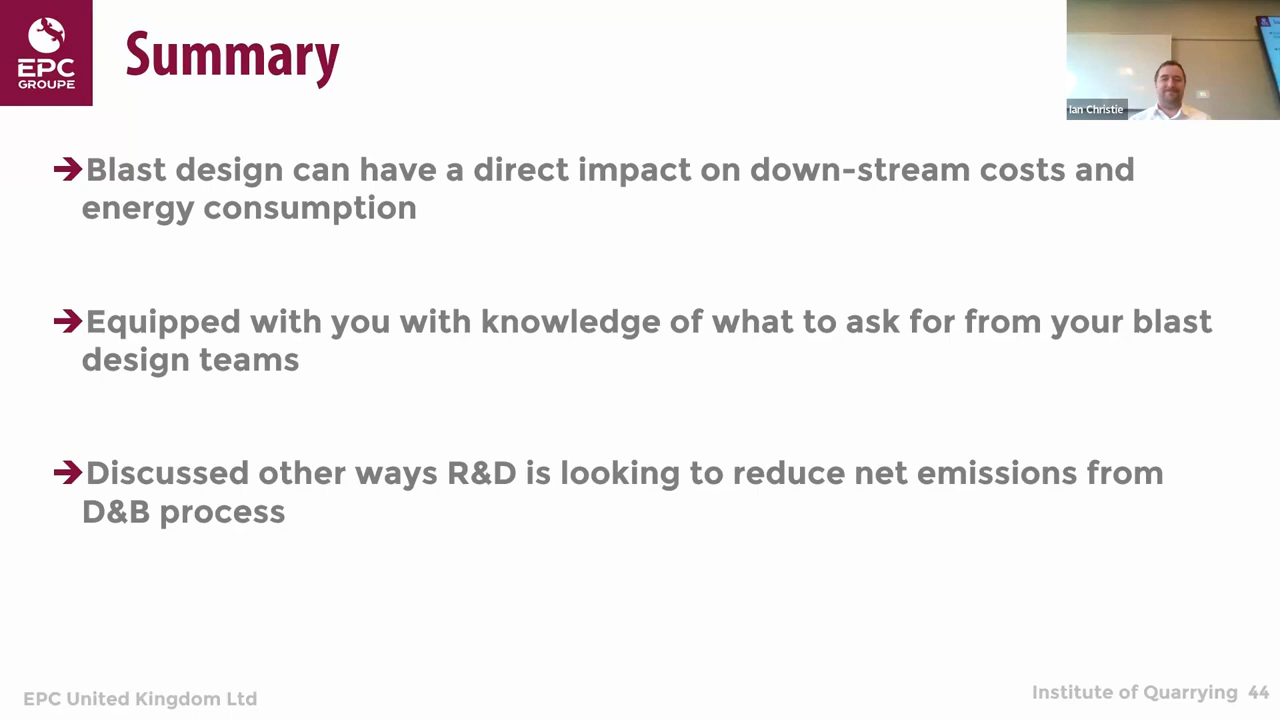 EPC
GROUPE
Summary
Ian Christie
➔Blast design can have a direct impact on down-stream costs and
energy consumption
➔Equipped with you with knowledge of what to ask for from your blast
design teams
➔Discussed other ways R&D is looking to reduce net emissions from
D&B process
EPC United Kingdom Ltd
Institute of Quarrying 44